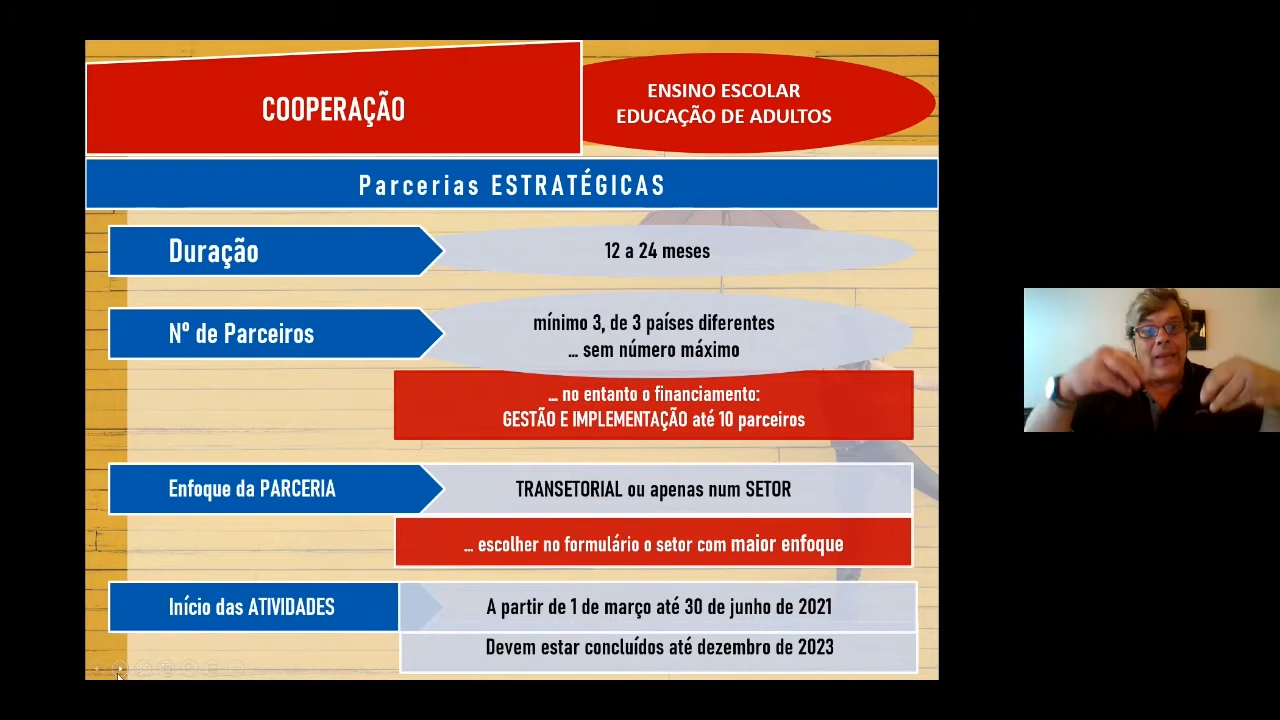 COOPERAÇÃO
ENSINO ESCOLAR
EDUCAÇÃO DE ADULTOS
Parcerias ESTRATÉGICAS
Duração
12 a 24 meses
Nº de Parceiros
mínimo 3, de 3 países diferentes
... sem número máximo
... no entanto o financiamento:
GESTÃO E IMPLEMENTAÇÃO até 10 parceiros
Enfoque da PARCERIA
TRANSETORIAL ou apenas num SETOR
... escolher no formulário o setor com maior enfoque
Início das ATIVIDADES
A partir de 1 de março até 30 de junho de 2021
Devem estar concluídos até dezembro de 2023